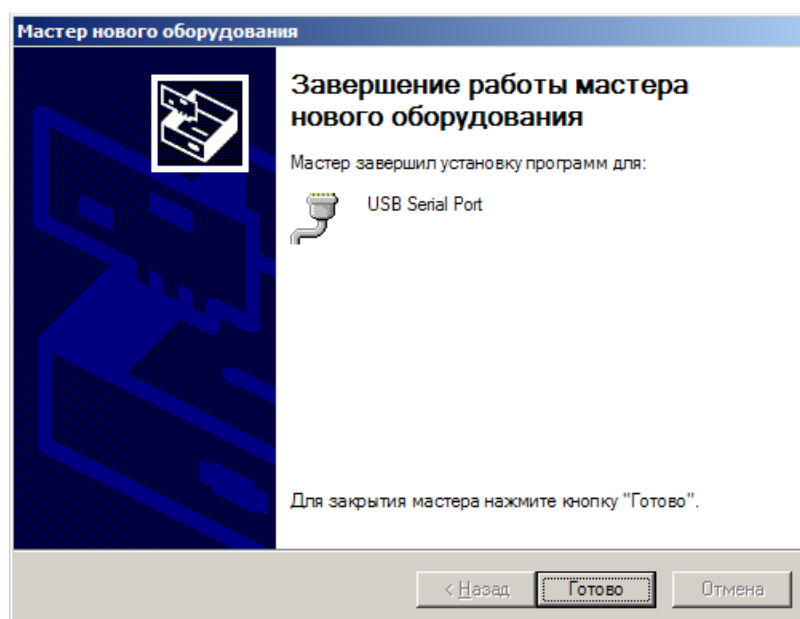 Мастер нового оборудования
Завершение работы мастера
нового оборудования
Мастер завершил установку программ для:
USB Serial Port
Для закрытия мастера нажмите кнопку "Готово".
< Назад
Готово
Отмена